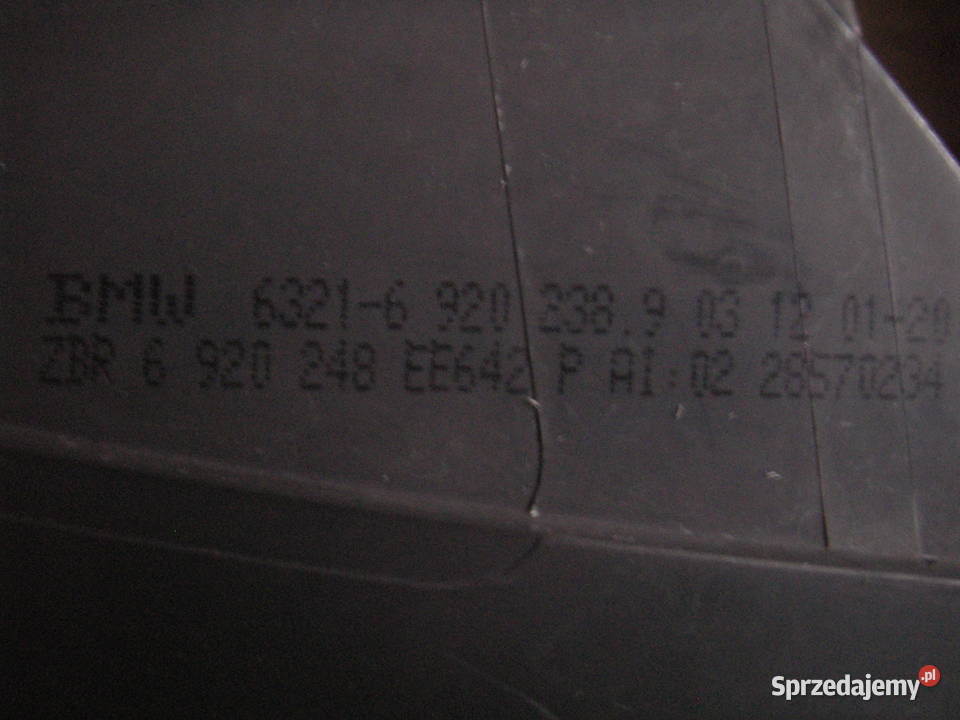 BMW 6321-6 920 238.9 03 12 01-20
ZBR 6 920 248 EE642 P AI:02 28570234
Sprzedajemy.pl